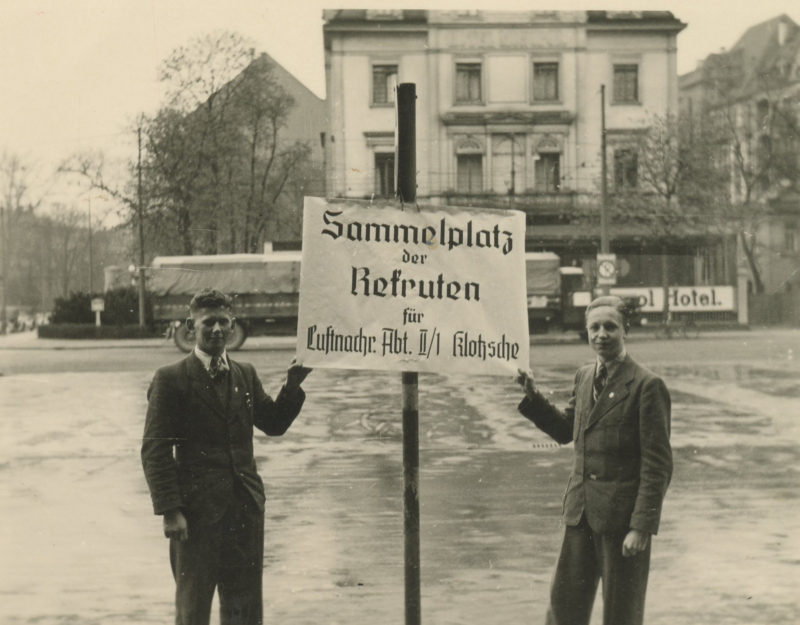 Sammelplatz
der
Rekruten
für
Luftnachr. Abt. II/1 Klotzsche
Hotel.